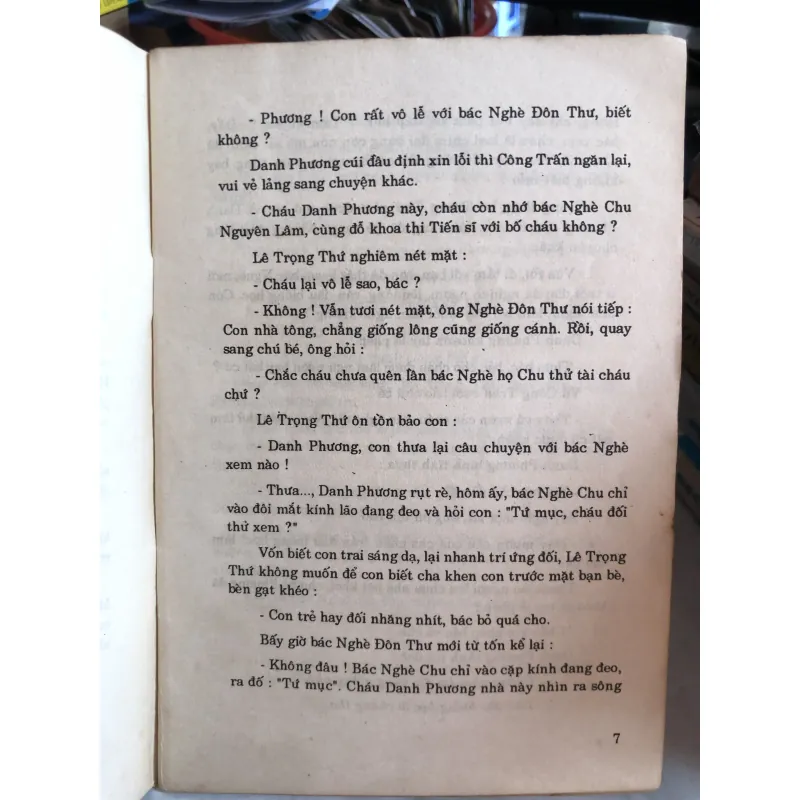 - Phương ! Con rất vô lễ với bác Nghè Đôn Thư, biết
không ?
Danh Phương cúi đầu định xin lỗi thì Công Trấn ngăn lại,
vui vẻ lảng sang chuyện khác.
- Cháu Danh Phương này, cháu còn nhớ bác Nghè Chu
Nguyên Lâm, cùng đỗ khoa thi Tiến sĩ với bố cháu không ?
Lê Trọng Thứ nghiêm nét mặt :
- Cháu lại vô lễ sao, bác ?
- Không ! Vẫn tươi nét mặt, ông Nghè Đôn Thư nói tiếp :
Con nhà tông, chẳng giống lông cũng giống cánh. Rồi, quay
sang chú bé, ông hỏi :
- Chắc cháu chưa quên lần bác Nghè họ Chu thử tài cháu
chứ ?
Lê Trọng Thứ ôn tồn bảo con :
- Danh Phương, con thưa lại câu chuyện với bác Nghè
xem nào !
- Thưa..., Danh Phương rụt rè, hôm ấy, bác Nghè Chu chỉ
vào đôi mắt kính lão đang đeo và hỏi con : "Tứ mục, cháu đối
thử xem ?"
Vốn biết con trai sáng dạ, lại nhanh trí ứng đối, Lê Trọng
Thứ không muốn để con biết cha khen con trước mặt bạn bè,
bèn gạt khéo :
- Con trẻ hay đối nhăng nhít, bác bỏ quá cho.
Bấy giờ bác Nghè Đôn Thư mới từ tốn kể lại :
- Không đâu ! Bác Nghè Chu chỉ vào cặp kính đang đeo,
ra đố : "Tứ mục". Cháu Danh Phương nhà này nhìn ra sông
7